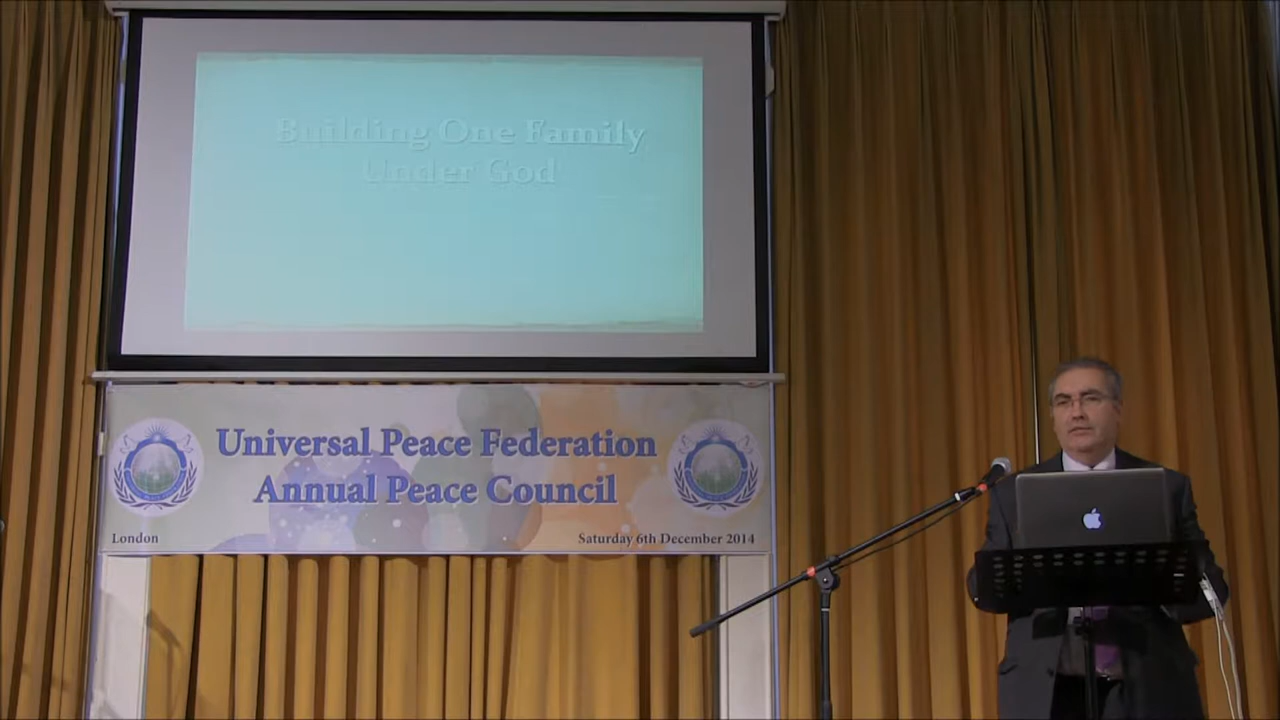 Building One Family
Under God
Universal Peace Federation
Annual Peace Council
London
Saturday 6th December 2014